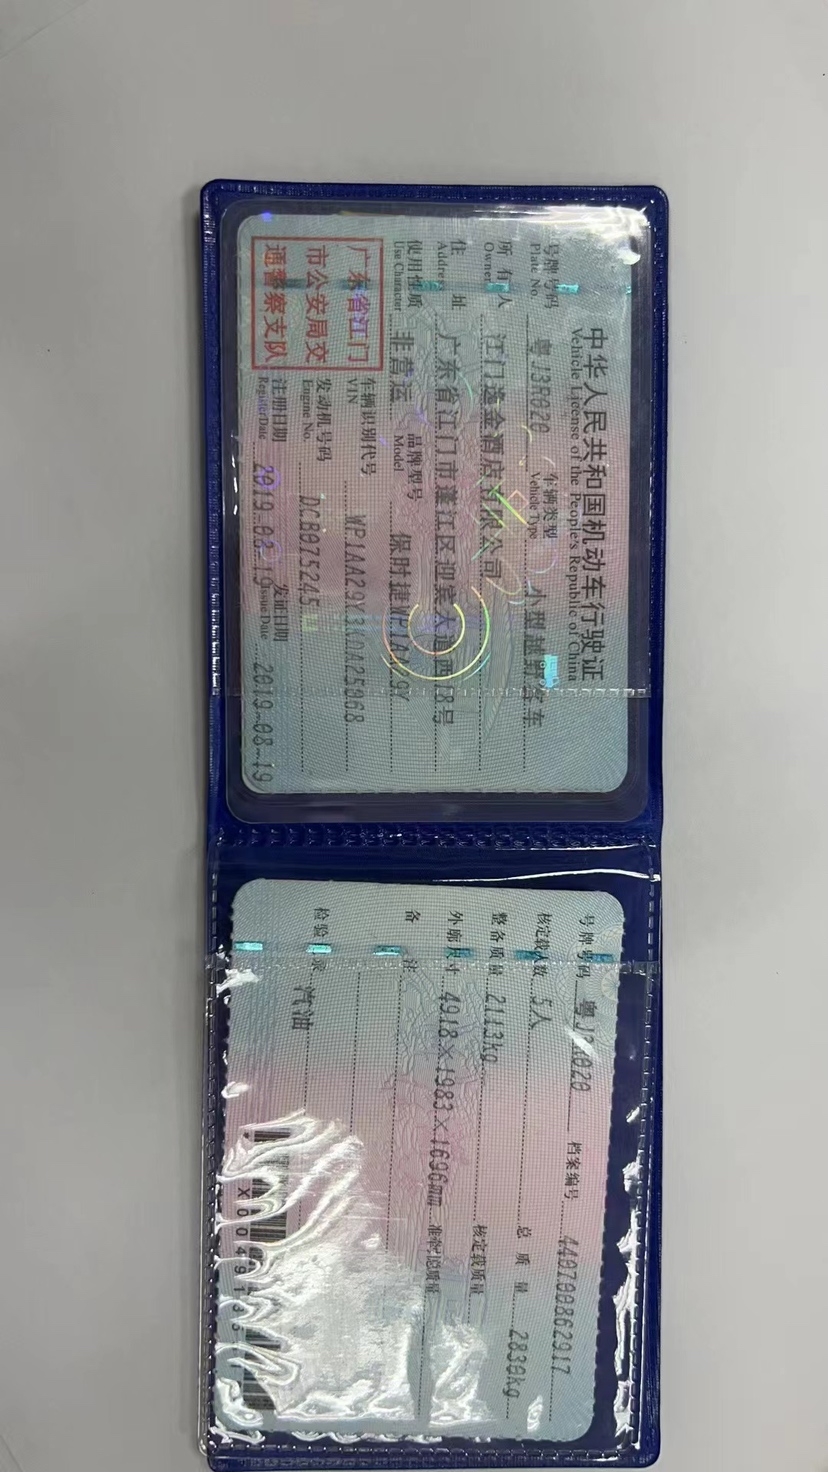 中华人民共和国机动车行驶证
Vehicle License of the People's Republic of China
号牌号码 粤J3R020 车辆类型 小型越野客车
Plate No. Vehicle Type
所有人 江门逸金酒店有限公司
Owner
住址 广东省江门市蓬江区迎宾大道西18号
Address
使用性质 非营运 品牌型号 保时捷WP1AA29Y
Use Character Model
广东省江门
市公安局交
通警察支队
车辆识别代号 WP1AA29Y3KDA25068
VIN
发动机号码 DCB075245
Engine No.
注册日期 2019-08-19 发证日期 2019-08-19
Register Date Issue Date
号牌号码 粤J3R020 档案编号 440700862917
核定载人数 5人 总质量 2830kg
整备质量 2113kg 核定载质量
外廓尺寸 4918×1983×1696mm 准牵引总质量
备注
检验记录 汽油